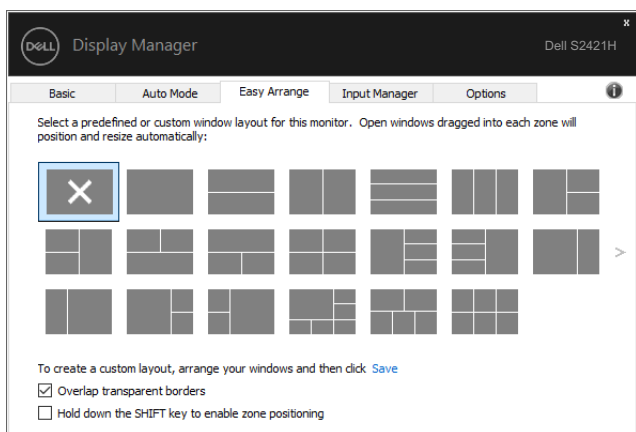 x
DELL Display Manager Dell S2421H
Basic Auto Mode Easy Arrange Input Manager Options
Select a predefined or custom window layout for this monitor. Open windows dragged into each zone will
position and resize automatically:
>
To create a custom layout, arrange your windows and then click Save
Overlap transparent borders
Hold down the SHIFT key to enable zone positioning